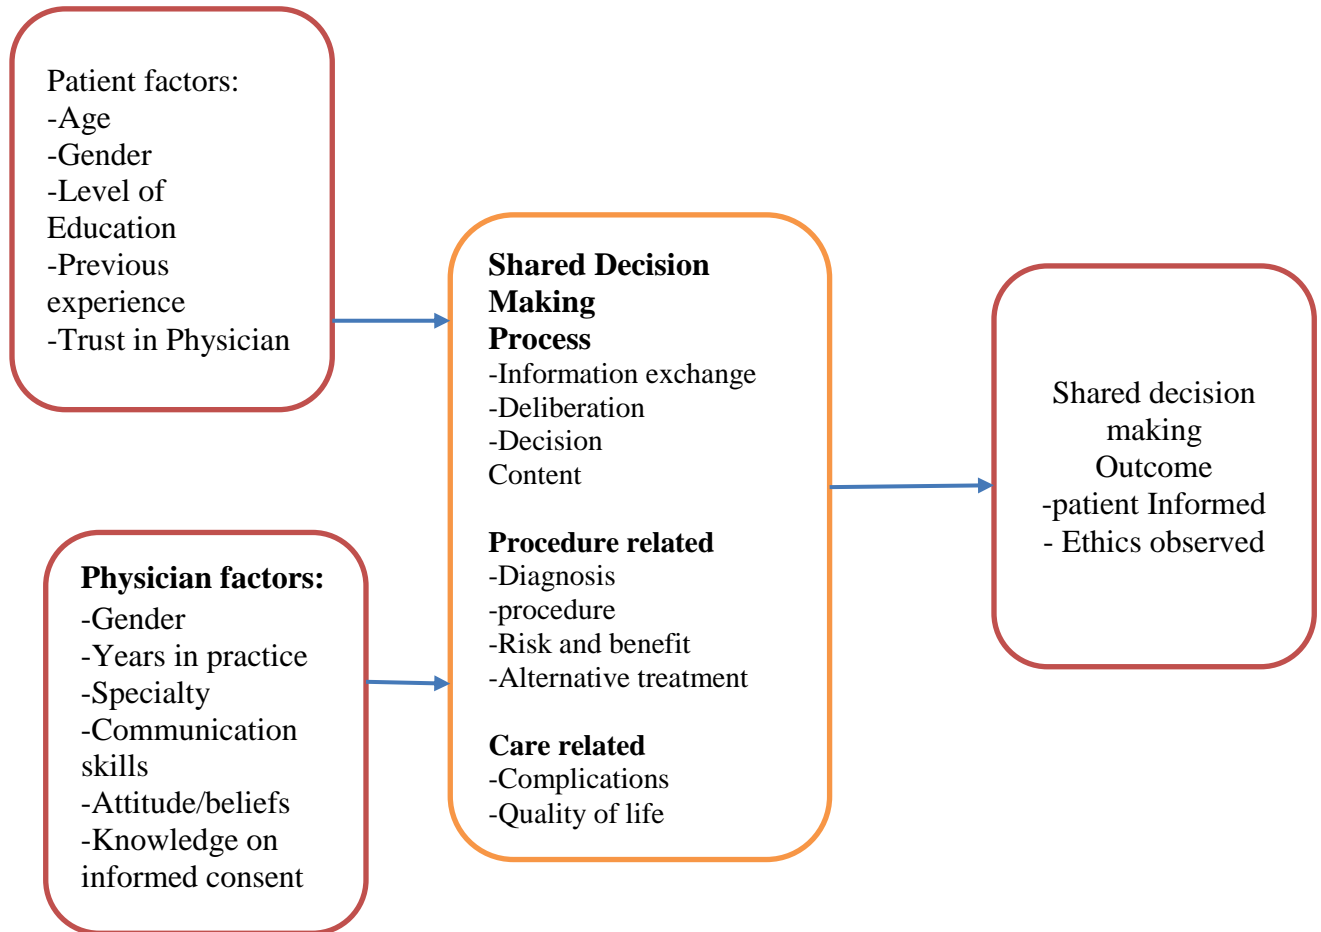 Patient factors:
-Age
-Gender
-Level of
Education
-Previous
experience
-Trust in Physician
Physician factors:
-Gender
-Years in practice
-Specialty
-Communication
skills
-Attitude/beliefs
-Knowledge on
informed consent
Shared Decision
Making
Process
-Information exchange
-Deliberation
-Decision
Content
Procedure related
-Diagnosis
-procedure
-Risk and benefit
-Alternative treatment
Care related
-Complications
-Quality of life
Shared decision
making
Outcome
-patient Informed
- Ethics observed